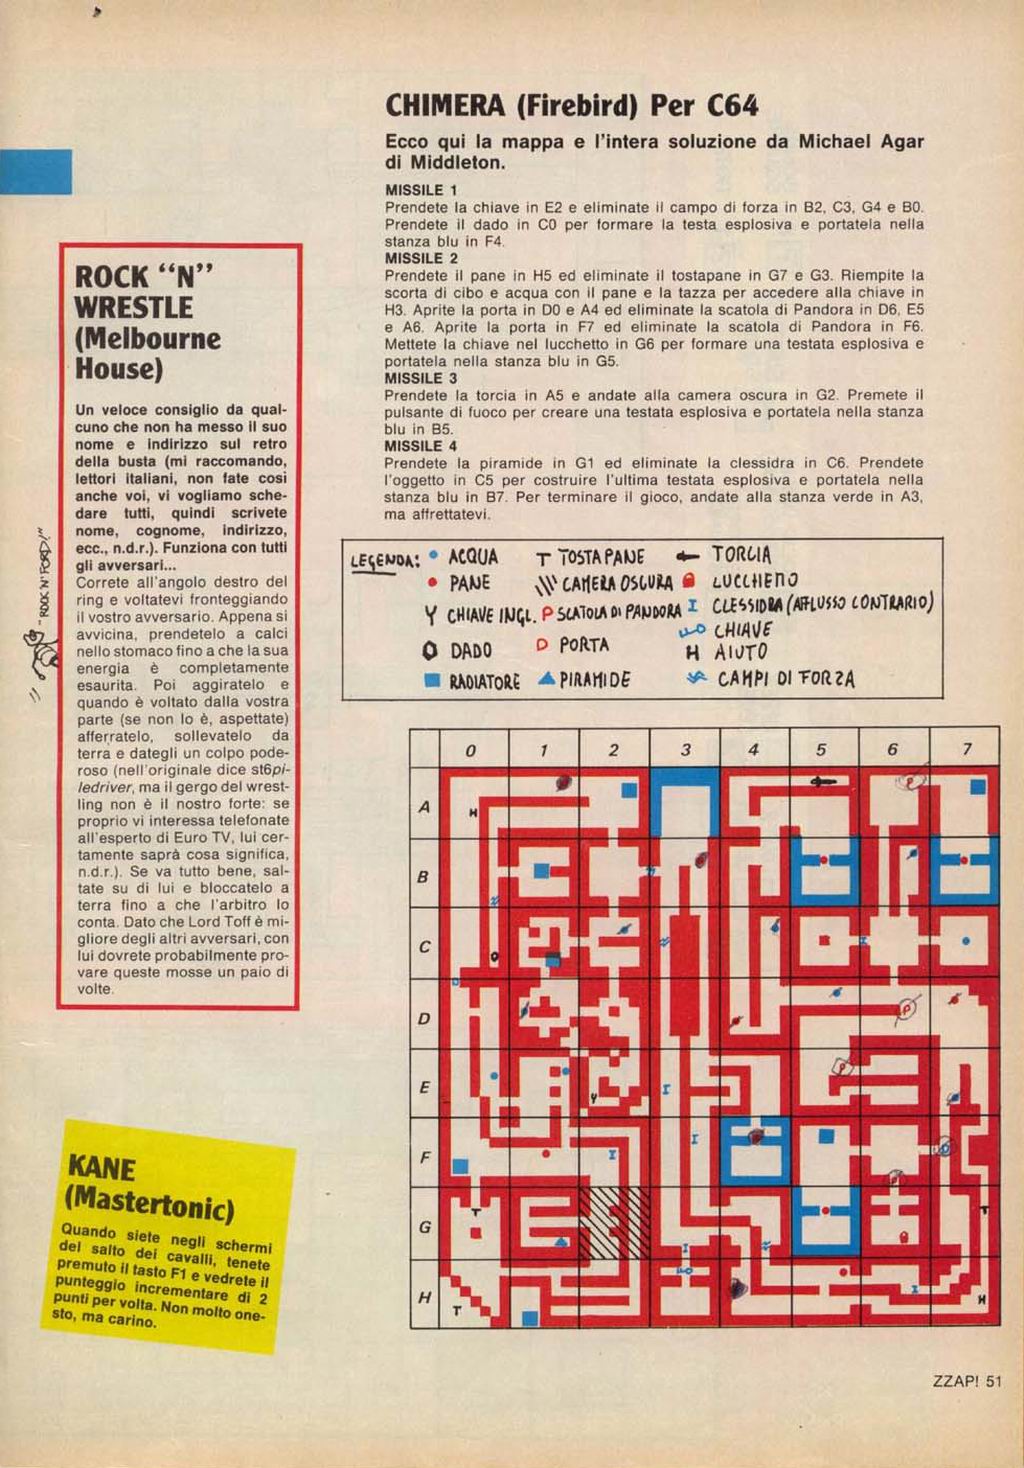 CHIMERA (Firebird) Per C64
Ecco qui la mappa e l'intera soluzione da Michael Agar
di Middleton.
MISSILE 1
Prendete la chiave in E2 e eliminate il campo di forza in B2, C3, G4 e B0.
Prendete il dado in C0 per formare la testa esplosiva e portatela nella
stanza blu in F4.
MISSILE 2
Prendete il pane in H5 ed eliminate il tostapane in G7 e G3. Riempite la
scorta di cibo e acqua con il pane e la tazza per accedere alla chiave in
H3. Aprite la porta in D0 e A4 ed eliminate la scatola di Pandora in D6, E5
e A6. Aprite la porta in F7 ed eliminate la scatola di Pandora in F6.
Mettete la chiave nel lucchetto in G6 per formare una testata esplosiva e
portatela nella stanza blu in G5.
MISSILE 3
Prendete la torcia in A5 e andate alla camera oscura in G2. Premete il
pulsante di fuoco per creare una testata esplosiva e portatela nella stanza
blu in B5.
MISSILE 4
Prendete la piramide in G1 ed eliminate la clessidra in C6. Prendete
l'oggetto in C5 per costruire l'ultima testata esplosiva e portatela nella
stanza blu in B7. Per terminare il gioco, andate alla stanza verde in A3,
ma affrettatevi.
ROCK "N"
WRESTLE
(Melbourne
House)
Un veloce consiglio da qual-
cuno che non ha messo il suo
nome e indirizzo sul retro
della busta (mi raccomando,
lettori italiani, non fate così
anche voi, vi vogliamo sche-
dare tutti, quindi scrivete
nome, cognome, indirizzo,
ecc., n.d.r.). Funziona con tutti
gli avversari...
Correte all'angolo destro del
ring e voltatevi fronteggiando
il vostro avversario. Appena si
avvicina, prendetelo a calci
nello stomaco fino a che la sua
energia è completamente
esaurita. Poi aggiratelo e
quando è voltato dalla vostra
parte (se non lo è, aspettate)
afferratelo, sollevatelo da
terra e dategli un colpo pode-
roso (nell'originale dice st6pi-
ledriver, ma il gergo del wrest-
ling non è il nostro forte: se
proprio vi interessa telefonate
all'esperto di Euro TV, lui cer-
tamente saprà cosa significa,
n.d.r.). Se va tutto bene, sal-
tate su di lui e bloccatelo a
terra fino a che l'arbitro lo
conta. Dato che Lord Toff è mi-
gliore degli altri avversari, con
lui dovrete probabilmente pro-
vare queste mosse un paio di
volte.
"ROCK'N'FORD!"
KANE
(Mastertonic)
Quando siete negli schermi
del salto dei cavalli, tenete
premuto il tasto F1 e vedrete il
punteggio incrementare di 2
punti per volta. Non molto one-
sto, ma carino.
LEGENDA: ACQUA T TOSTAPANE TORCIA
PANE CAMERA OSCURA LUCCHETTO
Y CHIAVE INGL. P SCATOLA DI PANDORA I CLESSIDRA (AFFLUSSO CONTRARIO)
CHIAVE
O DADO D PORTA H AIUTO
RADIATORE PIRAMIDE CAMPI DI FORZA
0 1 2 3 4 5 6 7
A
B
C
D
E
F
G
H
ZZAP! 51